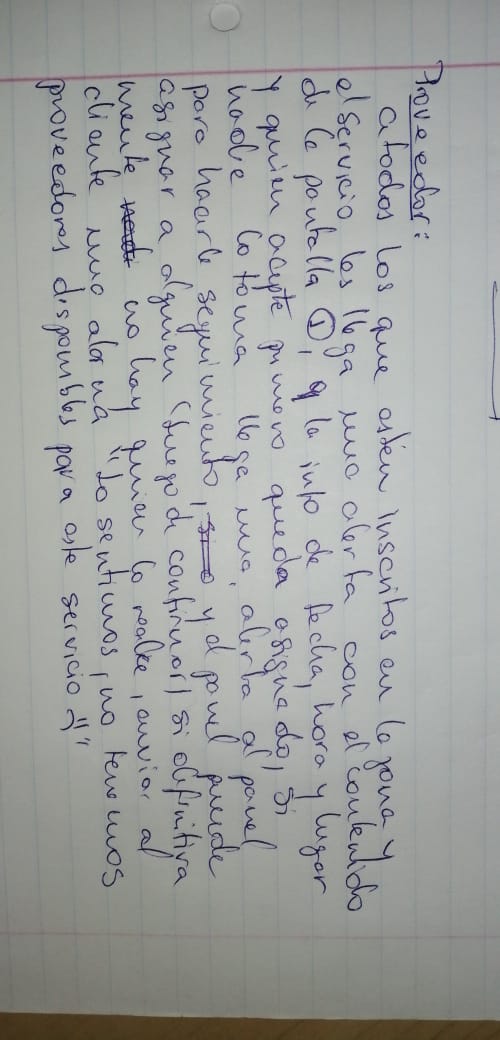 Proveedor:
a todos los que estén inscritos en la zona y
el servicio les llega una alerta con el contenido
de la pantalla ①, y la info de fecha, hora y lugar
y quien acepte primero queda asignado, si
nadie lo toma llega una alerta al panel
para hacerle seguimiento, y el panel puede
asignar a alguien (luego de confirmar) si definitiva
mente no hay quien lo realice, enviar al
cliente una alerta "Lo sentimos, no tenemos
proveedores disponibles para este servicio =("